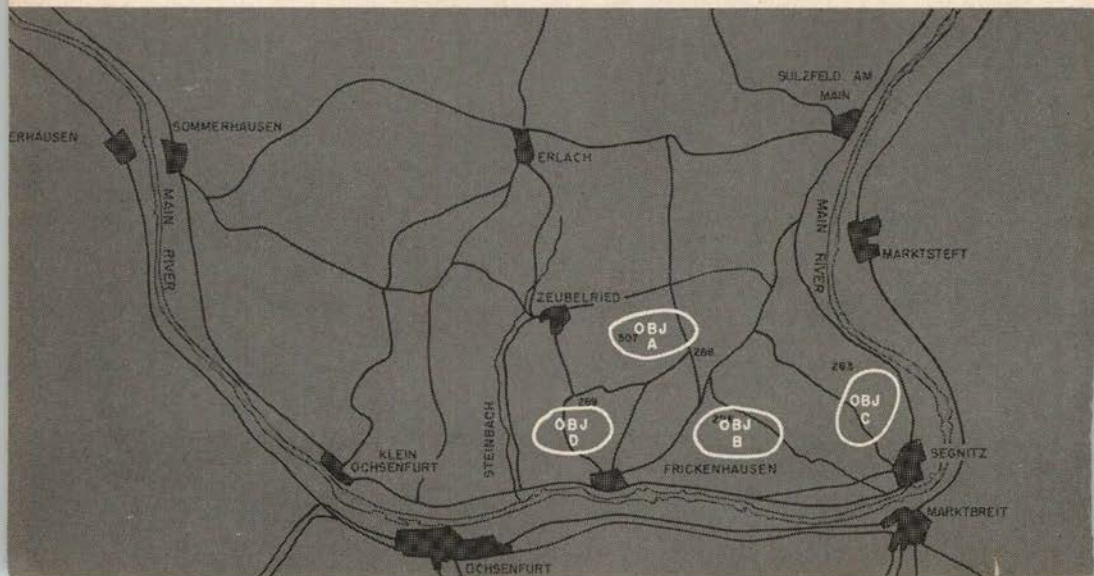 SULZFELD AM
MAIN
SOMMERHAUSEN
ERHAUSEN
ERLACH
MAIN RIVER
MAIN RIVER
MARKTSTEFT
ZEUBELRIED
OBJ
307
A
268
263
269
OBJ
C
OBJ
D
OBJ
B
STEINBACH
KLEIN
OCHSENFURT
FRICKENHAUSEN
SEGNITZ
MARKTBREIT
OCHSENFURT